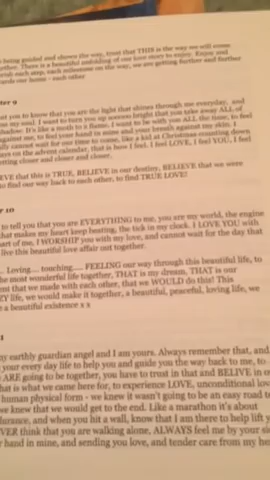 being guided and shown the way, trust that THIS is the way we will come
further. There is a beautiful unfolding of our love story to enjoy. Enjoy and
each step, each milestone on the way, we are getting further and further
towards our home - each other
er 9
t you to know that you are the light that shines through me everyday, and
my soul. I want to turn you up sooooo bright that you take away ALL of
shadow. It's like a moth to a flame. I want to be with you ALL the time, to feel
against me, to feel your hand in mine and your breath against my skin. I
lly cannot wait for our time to come, like a kid at Christmas counting down
ays on the advent calendar, that is how I feel. I feel LOVE, I feel YOU, I feel
etting closer and closer and closer.
EVE that this is TRUE, BELIEVE in our destiny, BELIEVE that we were
to find our way back to each other, to find TRUE LOVE!
r 10
to tell you that you are EVERYTHING to me, you are my world, the engine
hat makes my heart keep beating, the tick in my clock. I LOVE YOU with
art of me, I WORSHIP you with my love, and cannot wait for the day that
live this beautiful love affair out together.
... Loving.... touching..... FEELING our way through this beautiful life, to
he most wonderful life together, THAT is my dream, THAT is our
ent that we made with each other, that we WOULD do this! This
ZY life, we would make it together, a beautiful, peaceful, loving life, we
e a beautiful existence x x
1
ny earthly guardian angel and I am yours. Always remember that, and
your every day life to help you and guide you the way back to me, to
ARE going to be together, you have to trust in that and BELIVE in o
hat is what we came here for, to experience LOVE, unconditional lov
human physical form - we knew it wasn't going to be an easy road t
we knew that we would get to the end. Like a marathon it's about
durance, and when you hit a wall, know that I am there to help lift y
VER think that you are walking alone, ALWAYS feel me by your si
r hand in mine, and sending you love, and tender care from my he